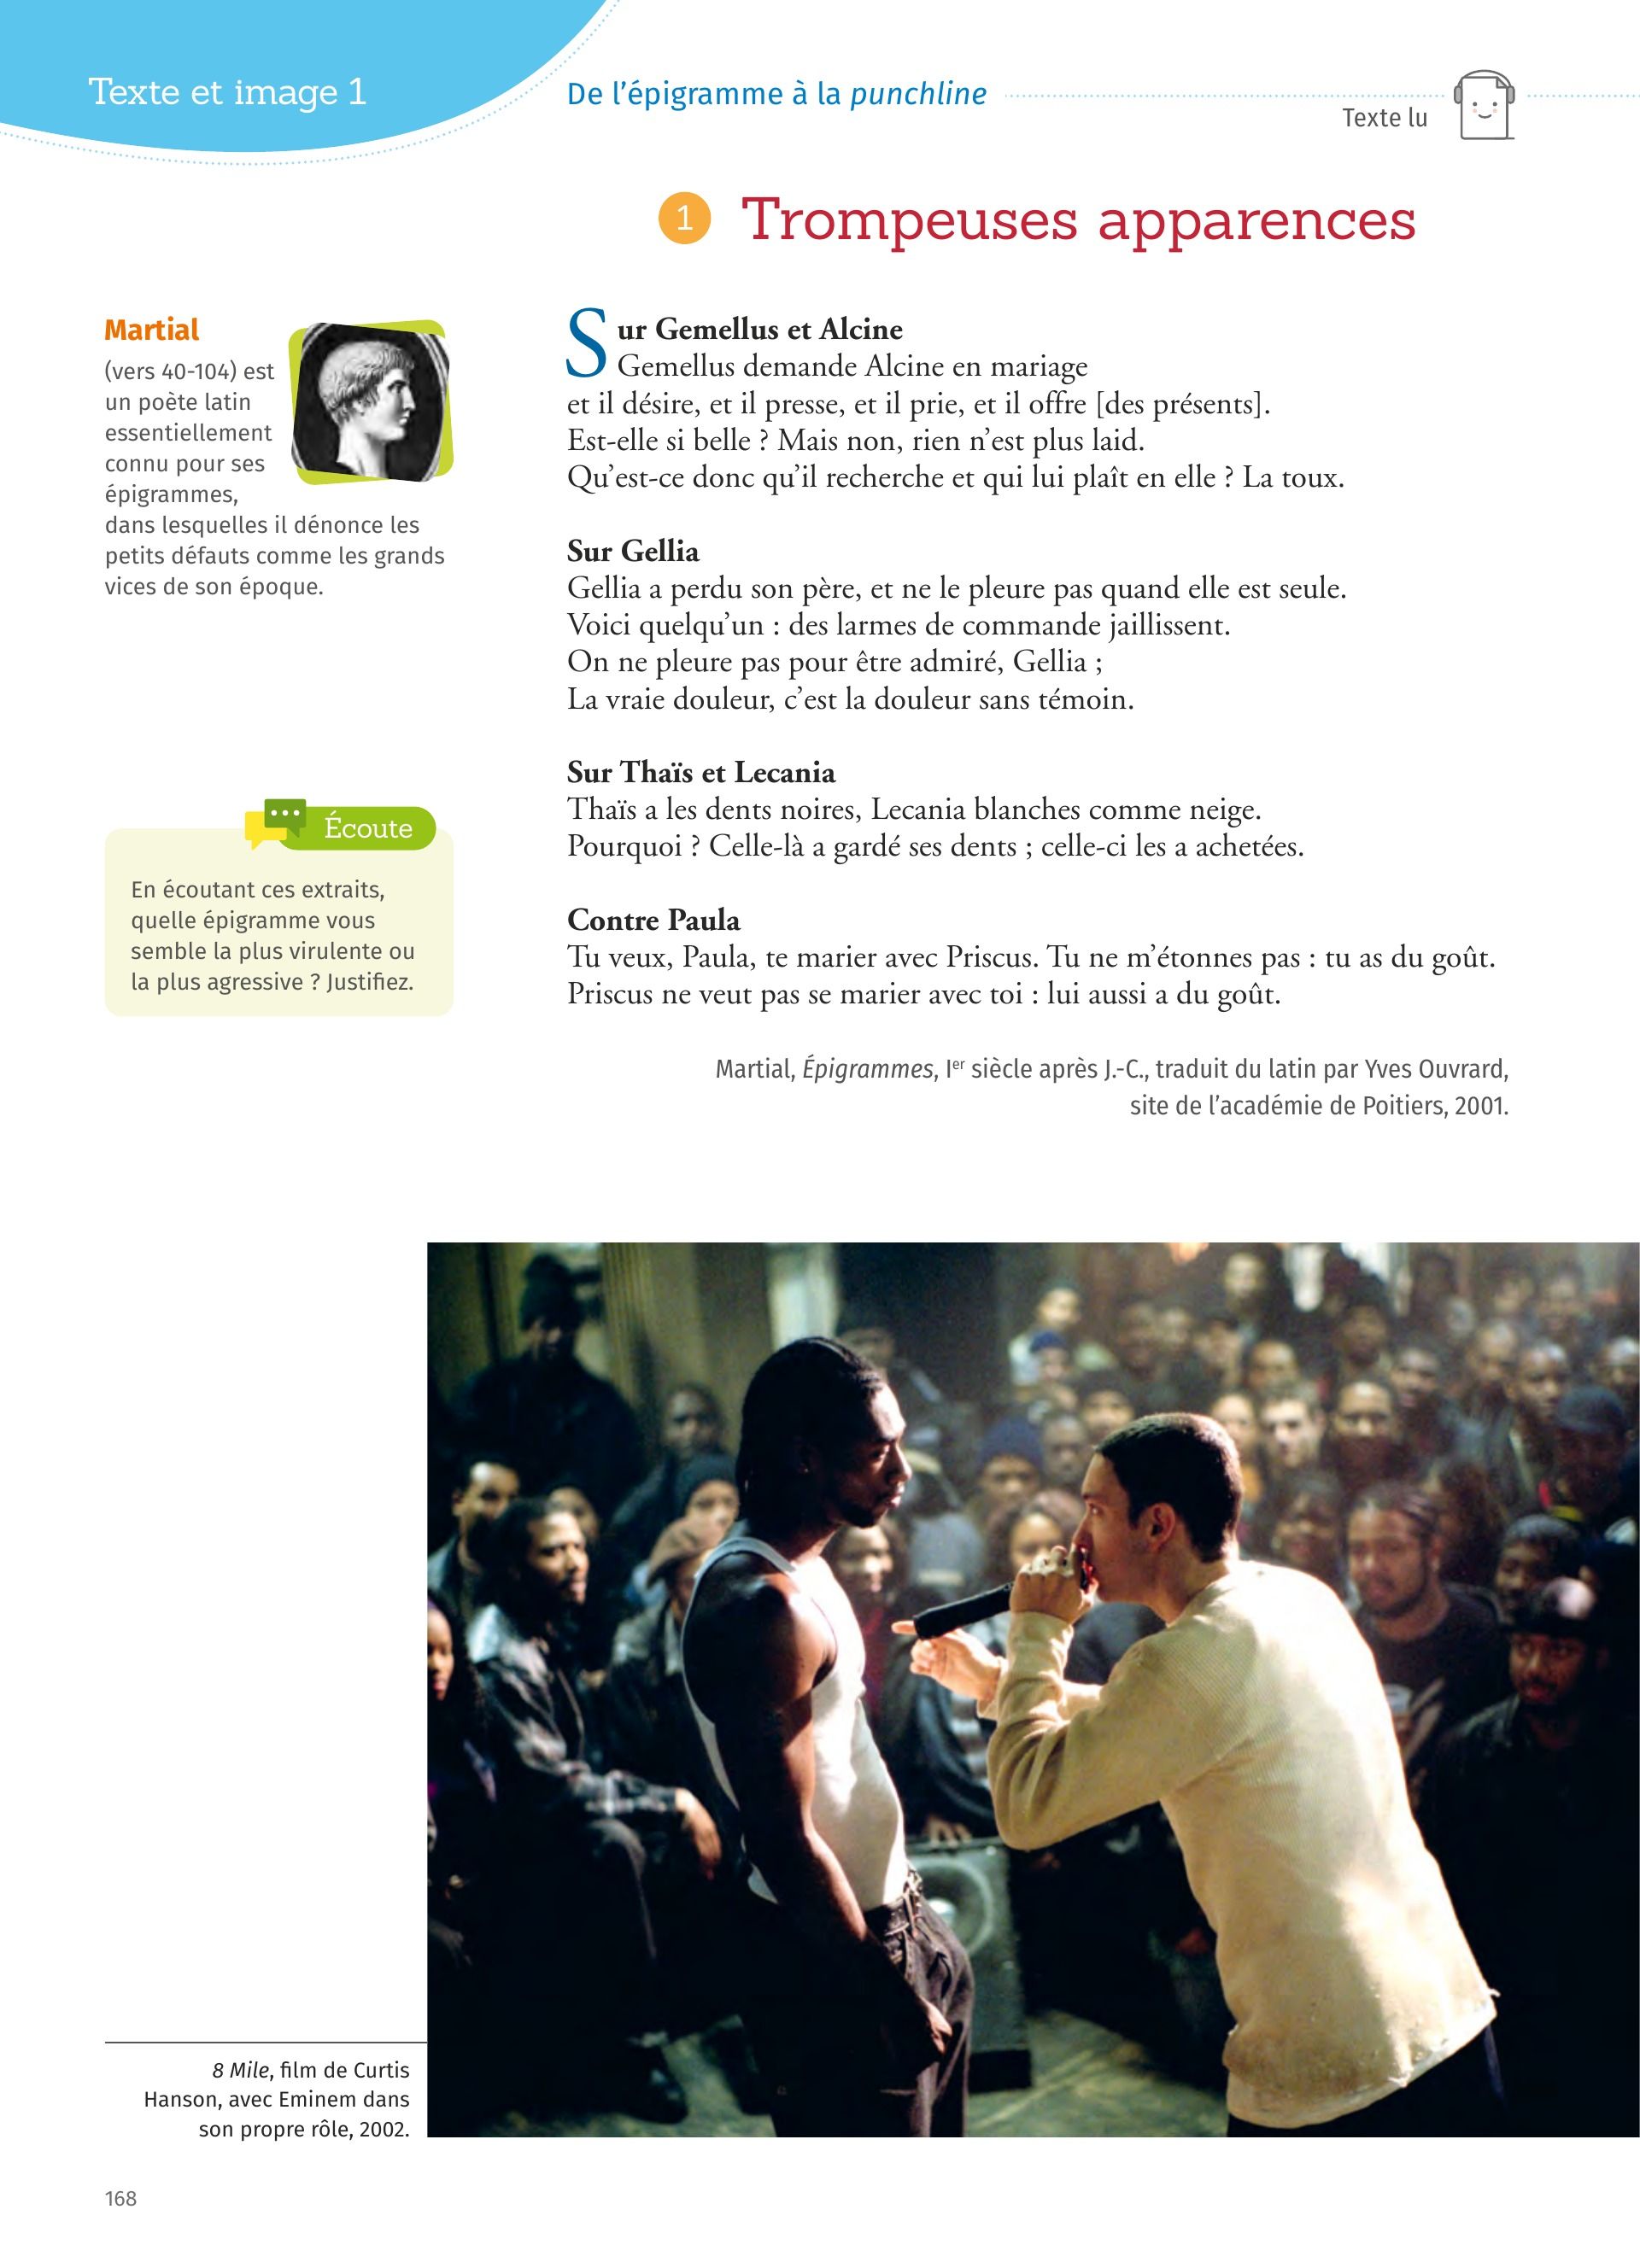 Texte et image 1
De l'épigramme à la punchline
Texte lu
1 Trompeuses apparences
Martial
(vers 40-104) est
un poète latin
essentiellement
connu pour ses
épigrammes,
dans lesquelles il dénonce les
petits défauts comme les grands
vices de son époque.
Sur Gemellus et Alcine
Gemellus demande Alcine en mariage
et il désire, et il presse, et il prie, et il offre [des présents].
Est-elle si belle ? Mais non, rien n'est plus laid.
Qu'est-ce donc qu'il recherche et qui lui plaît en elle ? La toux.
Sur Gellia
Gellia a perdu son père, et ne le pleure pas quand elle est seule.
Voici quelqu'un : des larmes de commande jaillissent.
On ne pleure pas pour être admiré, Gellia ;
La vraie douleur, c'est la douleur sans témoin.
Sur Thaïs et Lecania
Thaïs a les dents noires, Lecania blanches comme neige.
Pourquoi ? Celle-là a gardé ses dents ; celle-ci les a achetées.
Contre Paula
Tu veux, Paula, te marier avec Priscus. Tu ne m'étonnes pas : tu as du goût.
Priscus ne veut pas se marier avec toi : lui aussi a du goût.
Martial, Épigrammes, Ier siècle après J.-C., traduit du latin par Yves Ouvrard,
site de l'académie de Poitiers, 2001.
Écoute
En écoutant ces extraits,
quelle épigramme vous
semble la plus virulente ou
la plus agressive ? Justifiez.
8 Mile, film de Curtis
Hanson, avec Eminem dans
son propre rôle, 2002.
168